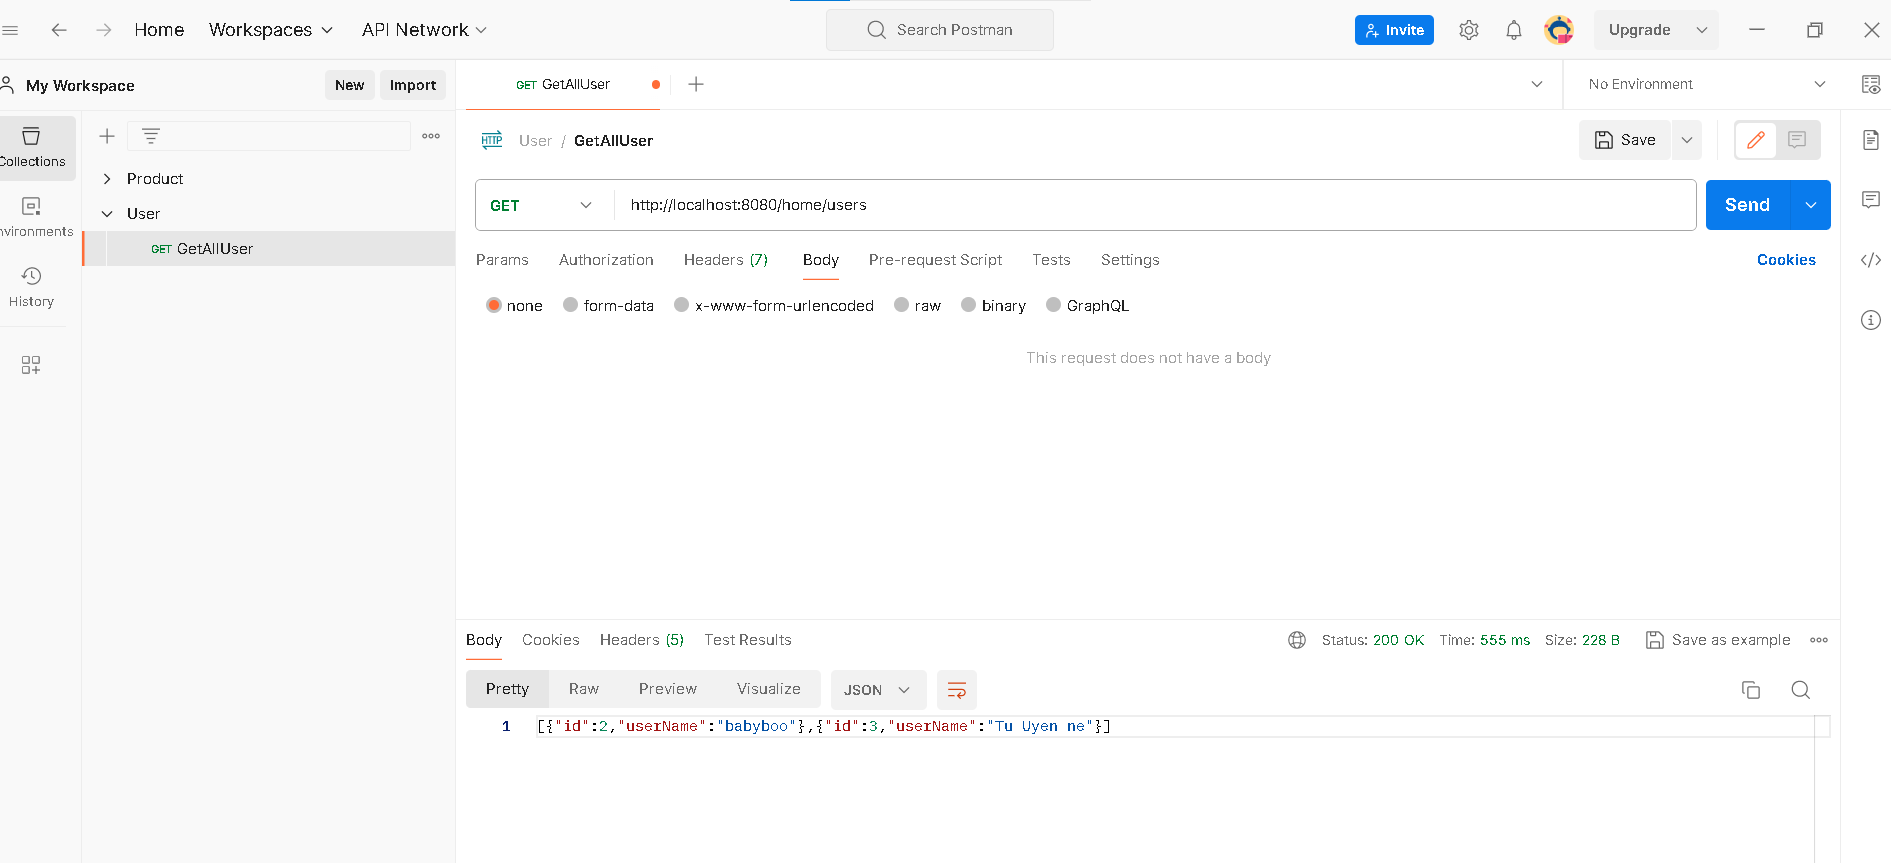 Home Workspaces API Network Search Postman Invite Upgrade
My Workspace New Import GET GetAllUser No Environment
Collections
nvironments
History
Product
User
GET GetAllUser
HTTP User / GetAllUser Save
GET http://localhost:8080/home/users Send
Params Authorization Headers (7) Body Pre-request Script Tests Settings Cookies
none form-data x-www-form-urlencoded raw binary GraphQL
This request does not have a body
Body Cookies Headers (5) Test Results Status: 200 OK Time: 555 ms Size: 228 B Save as example
Pretty Raw Preview Visualize JSON
1 [{"id":2,"userName":"babyboo"},{"id":3,"userName":"Tu Uyen ne"}]